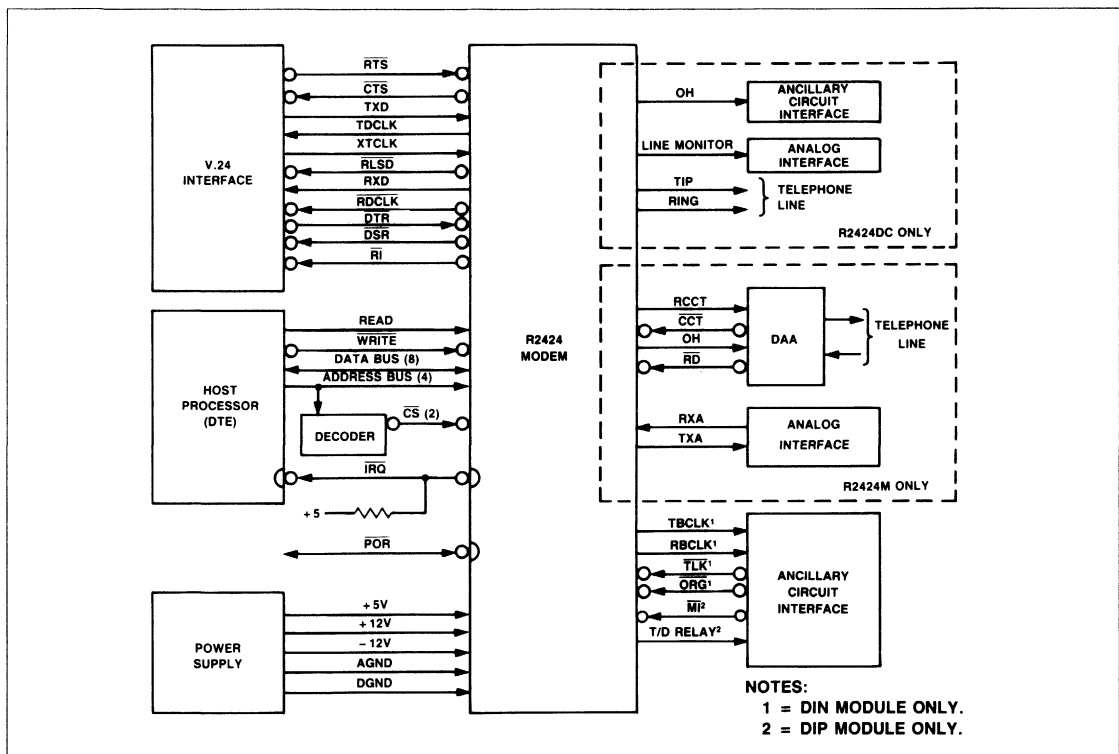 V.24
INTERFACE
RTS
CTS
TXD
TDCLK
XTCLK
RLSD
RXD
RDCLK
DTR
DSR
RI
HOST
PROCESSOR
(DTE)
READ
WRITE
DATA BUS (8)
ADDRESS BUS (4)
DECODER
CS (2)
IRQ
+5
POR
POWER
SUPPLY
+5V
+12V
-12V
AGND
DGND
R2424
MODEM
OH
ANCILLARY
CIRCUIT
INTERFACE
LINE MONITOR
ANALOG
INTERFACE
TIP
RING
TELEPHONE
LINE
R2424DC ONLY
RCCT
CCT
OH
RD
DAA
TELEPHONE
LINE
RXA
TXA
ANALOG
INTERFACE
R2424M ONLY
TBCLK¹
RBCLK¹
TLK¹
ORG¹
MI²
T/D RELAY²
ANCILLARY
CIRCUIT
INTERFACE
NOTES:
1 = DIN MODULE ONLY.
2 = DIP MODULE ONLY.